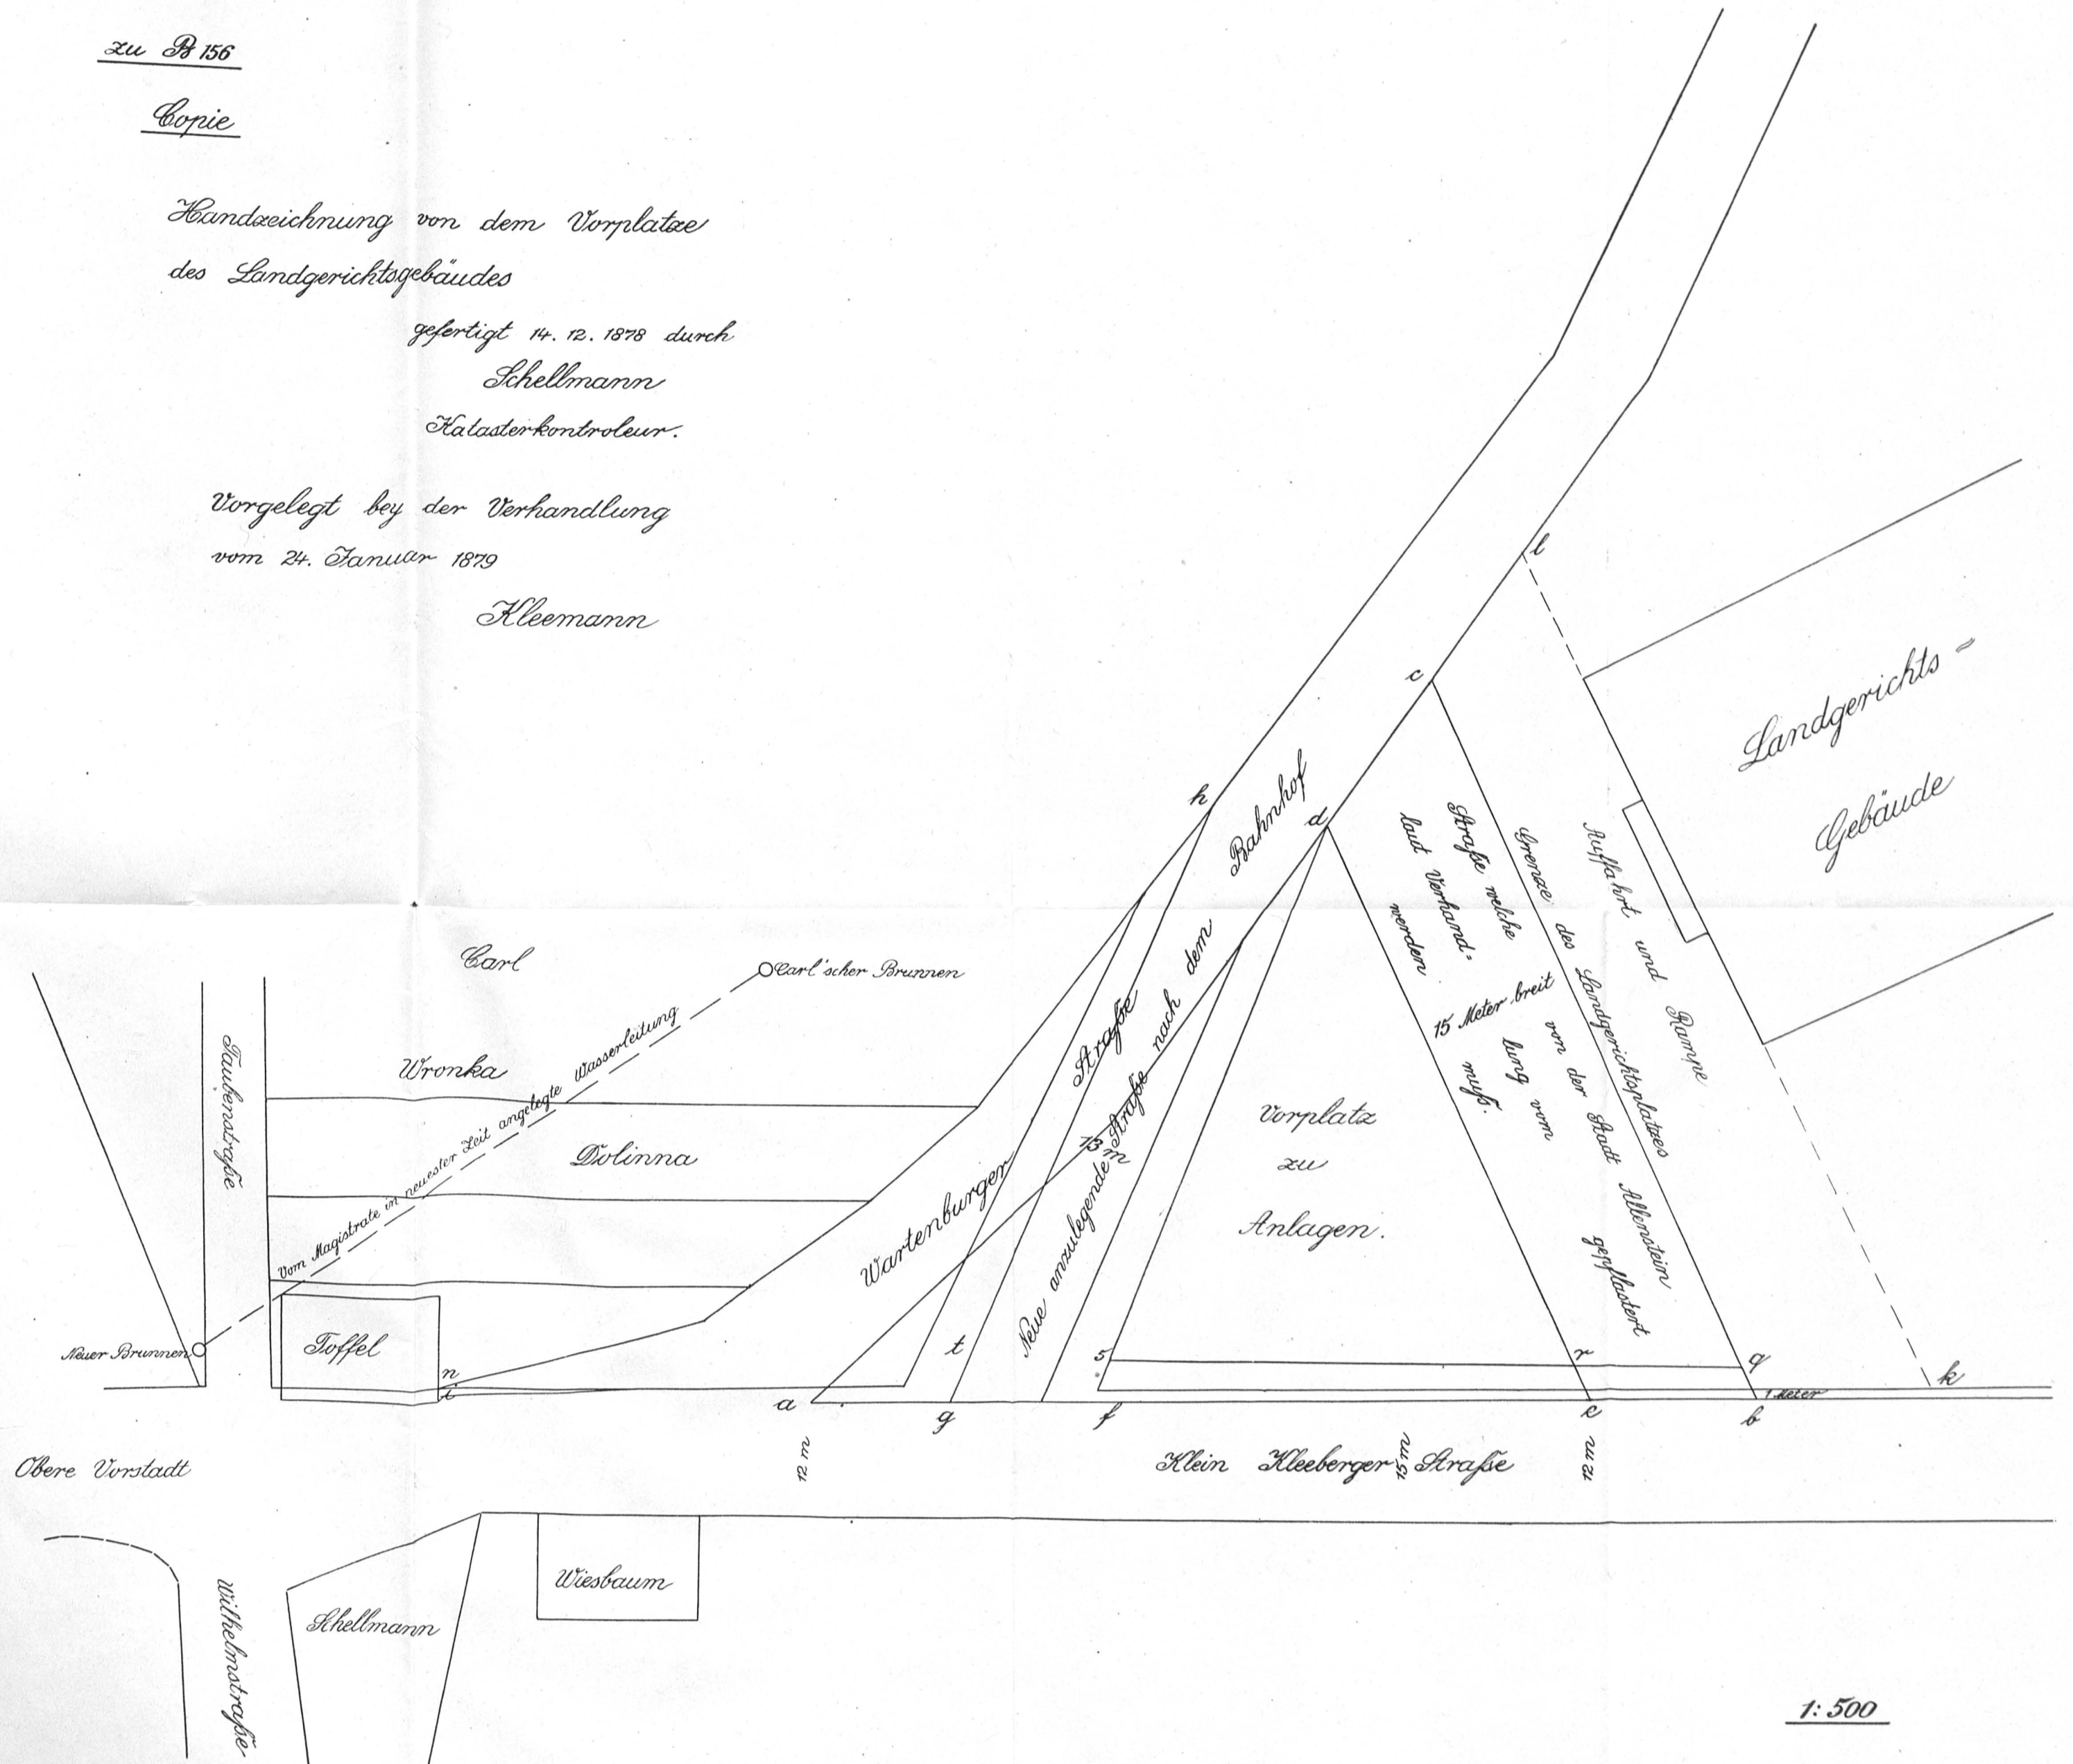 zu B 156
Copie
Handzeichnung von dem Vorplatze
des Landgerichtsgebäudes
gefertigt 14. 12. 1878 durch
Schellmann
Katasterkontroleur.
Vorgelegt bey der Verhandlung
vom 24. Januar 1879
Kleemann
l
c
Landgerichts=
Gebäude
h
d
Bahnhof
Straße welche
laut Verhand-
werden
15 Meter breit
von der Stadt Allenstein
lung vom
gepflastert
muß.
Grenze des Landgerichtsplatzes
Auffahrt und Rampe
Carl
Carl'scher Brunnen
Wronka
Vom Magistrate in neuester Zeit angelegte Wasserleitung
Dolinna
Taubenstraße
Wartenburger Straße
Neue anzulegende Straße nach dem
13 m
Vorplatz
zu
Anlagen.
Neuer Brunnen
Toffel
n
i
t
s
r
q
k
1 Meter
a
g
f
e
b
12 m
15 m
12 m
Obere Vorstadt
Klein Kleeberger Straße
Wilhelmstraße
Schellmann
Wiesbaum
1:500